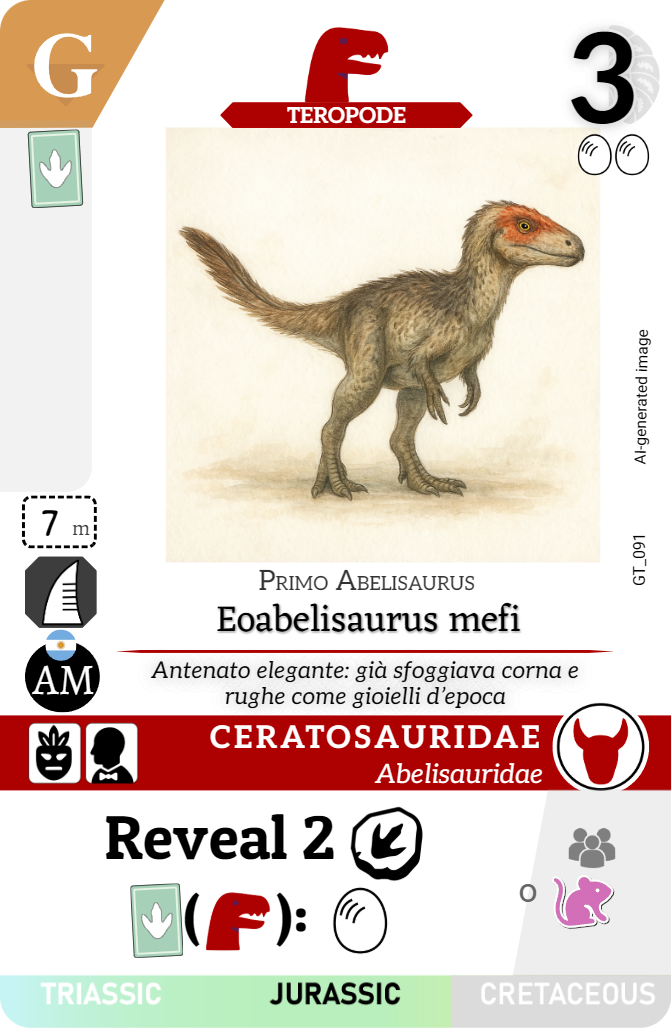 G
TEROPODE
3
AI-generated image
GT_091
7 m
AM
Primo Abelisaurus
Eoabelisaurus mefi
Antenato elegante: già sfoggiava corna e
rughe come gioielli d'epoca
CERATOSAURIDAE
Abelisauridae
Reveal 2
( ):
O
TRIASSIC JURASSIC CRETACEOUS